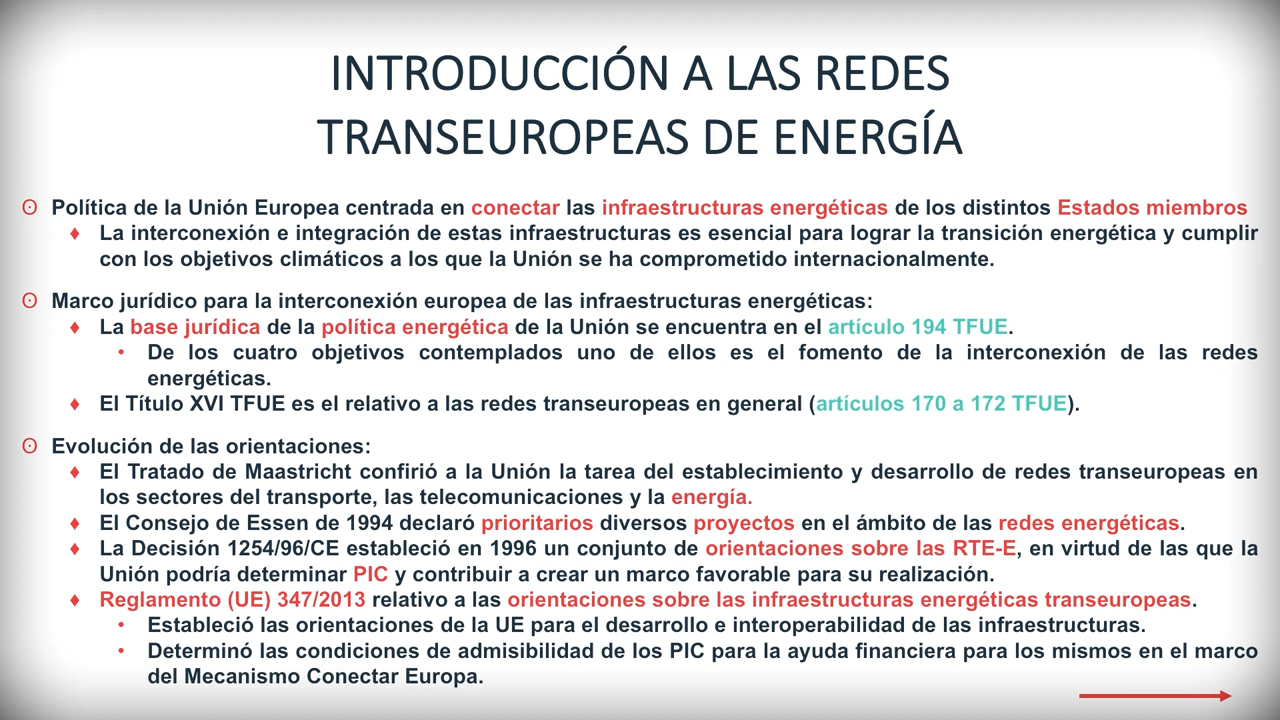 INTRODUCCIÓN A LAS REDES
TRANSEUROPEAS DE ENERGÍA
Política de la Unión Europea centrada en conectar las infraestructuras energéticas de los distintos Estados miembros
La interconexión e integración de estas infraestructuras es esencial para lograr la transición energética y cumplir
con los objetivos climáticos a los que la Unión se ha comprometido internacionalmente.
Marco jurídico para la interconexión europea de las infraestructuras energéticas:
La base jurídica de la política energética de la Unión se encuentra en el artículo 194 TFUE.
De los cuatro objetivos contemplados uno de ellos es el fomento de la interconexión de las redes
energéticas.
El Título XVI TFUE es el relativo a las redes transeuropeas en general (artículos 170 a 172 TFUE).
Evolución de las orientaciones:
El Tratado de Maastricht confirió a la Unión la tarea del establecimiento y desarrollo de redes transeuropeas en
los sectores del transporte, las telecomunicaciones y la energía.
El Consejo de Essen de 1994 declaró prioritarios diversos proyectos en el ámbito de las redes energéticas.
La Decisión 1254/96/CE estableció en 1996 un conjunto de orientaciones sobre las RTE-E, en virtud de las que la
Unión podría determinar PIC y contribuir a crear un marco favorable para su realización.
Reglamento (UE) 347/2013 relativo a las orientaciones sobre las infraestructuras energéticas transeuropeas.
Estableció las orientaciones de la UE para el desarrollo e interoperabilidad de las infraestructuras.
Determinó las condiciones de admisibilidad de los PIC para la ayuda financiera para los mismos en el marco
del Mecanismo Conectar Europa.